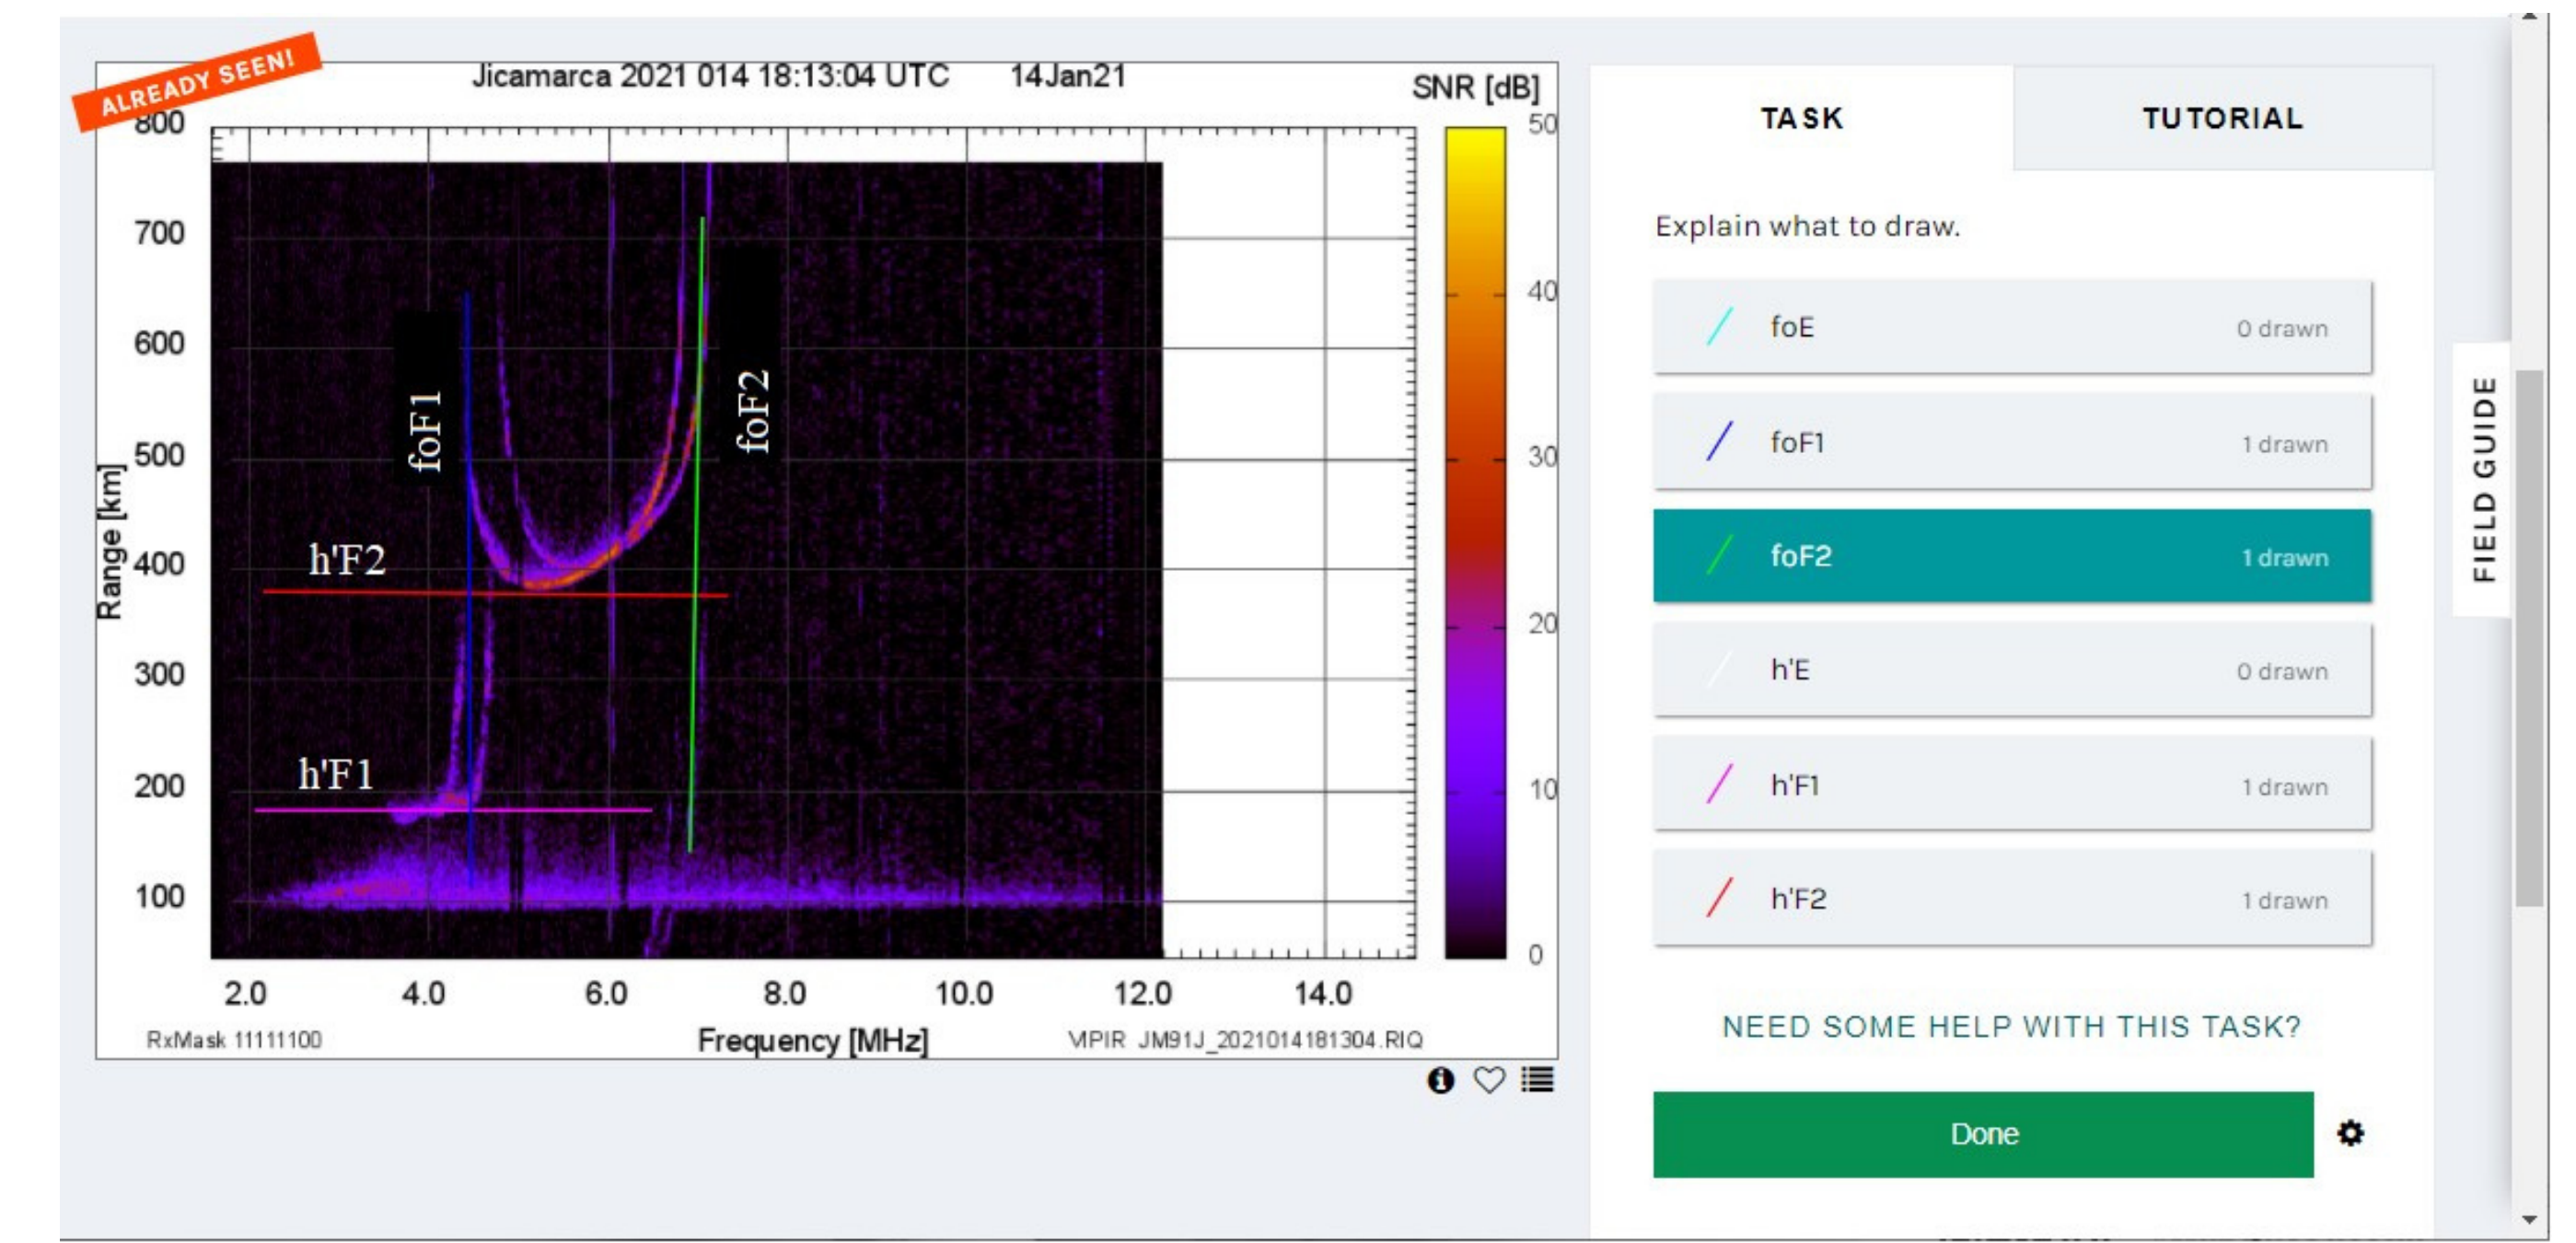 ALREADY SEEN!
Jicamarca 2021 014 18:13:04 UTC 14Jan21
SNR [dB]
800
700
600
500
400
300
200
100
Range [km]
foF1
foF2
h'F2
h'F1
50
40
30
20
10
0
2.0 4.0 6.0 8.0 10.0 12.0 14.0
RxMask 11111100
Frequency [MHz]
VIPIR JM91J_2021014181304.RIQ
TASK
TUTORIAL
Explain what to draw.
foE 0 drawn
foF1 1 drawn
foF2 1 drawn
h'E 0 drawn
h'F1 1 drawn
h'F2 1 drawn
NEED SOME HELP WITH THIS TASK?
Done
FIELD GUIDE